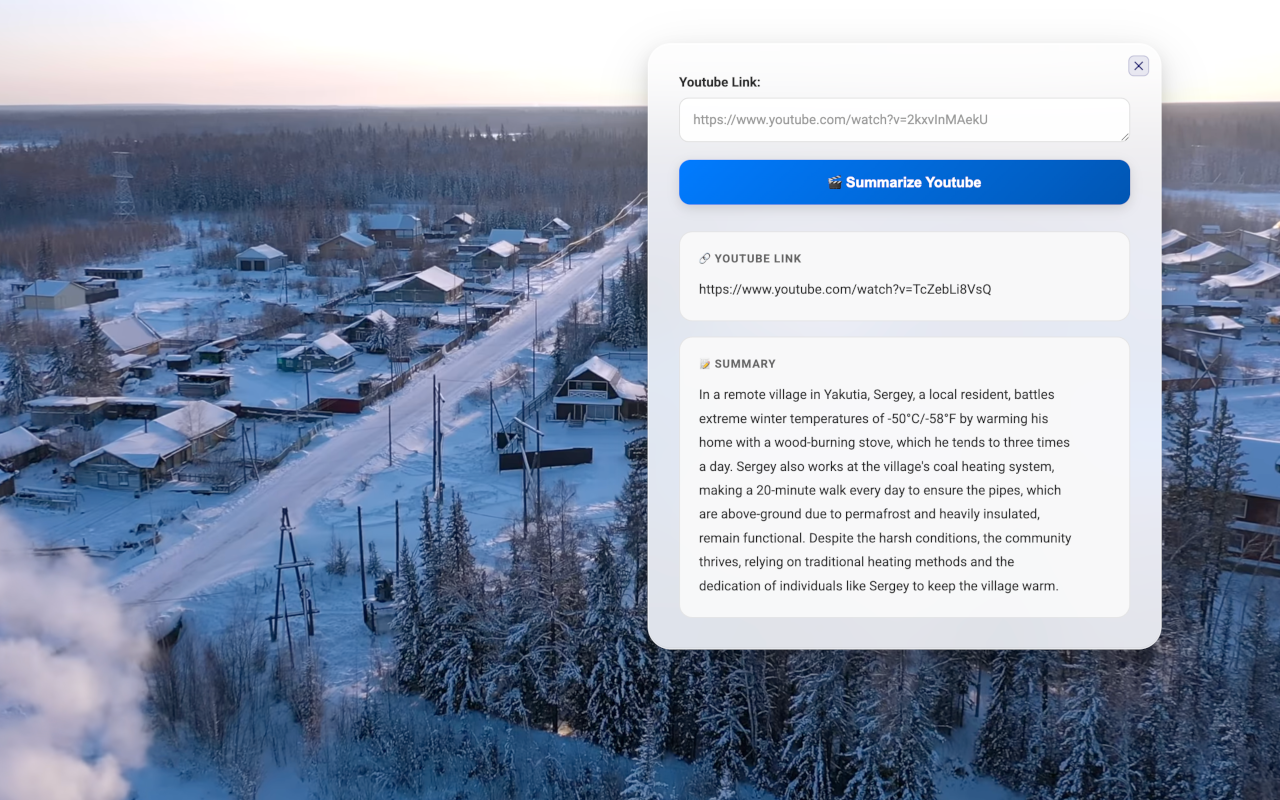 Youtube Link:
https://www.youtube.com/watch?v=2kxvInMAekU
🎬 Summarize Youtube
🔗 YOUTUBE LINK
https://www.youtube.com/watch?v=TcZebLi8VsQ
📝 SUMMARY
In a remote village in Yakutia, Sergey, a local resident, battles
extreme winter temperatures of -50°C/-58°F by warming his
home with a wood-burning stove, which he tends to three times
a day. Sergey also works at the village's coal heating system,
making a 20-minute walk every day to ensure the pipes, which
are above-ground due to permafrost and heavily insulated,
remain functional. Despite the harsh conditions, the community
thrives, relying on traditional heating methods and the
dedication of individuals like Sergey to keep the village warm.